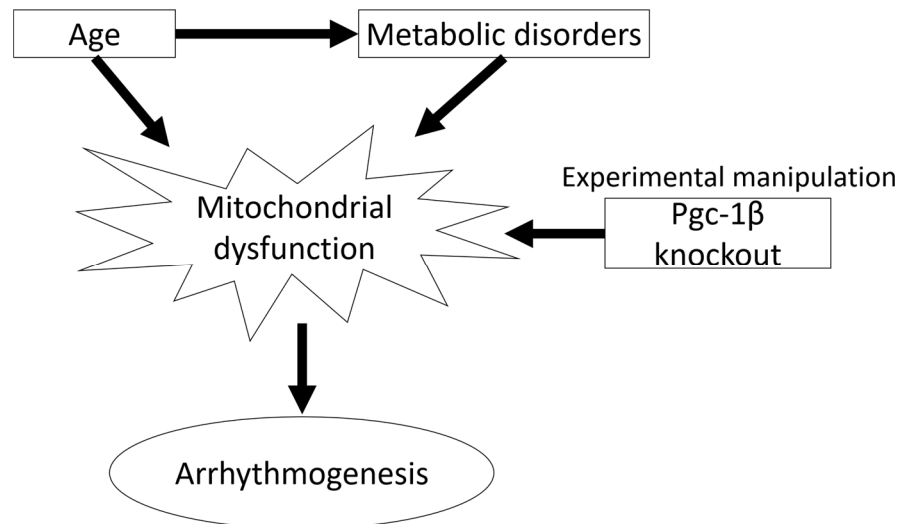 Age
Metabolic disorders
Experimental manipulation
Mitochondrial
dysfunction
Pgc-1β
knockout
Arrhythmogenesis